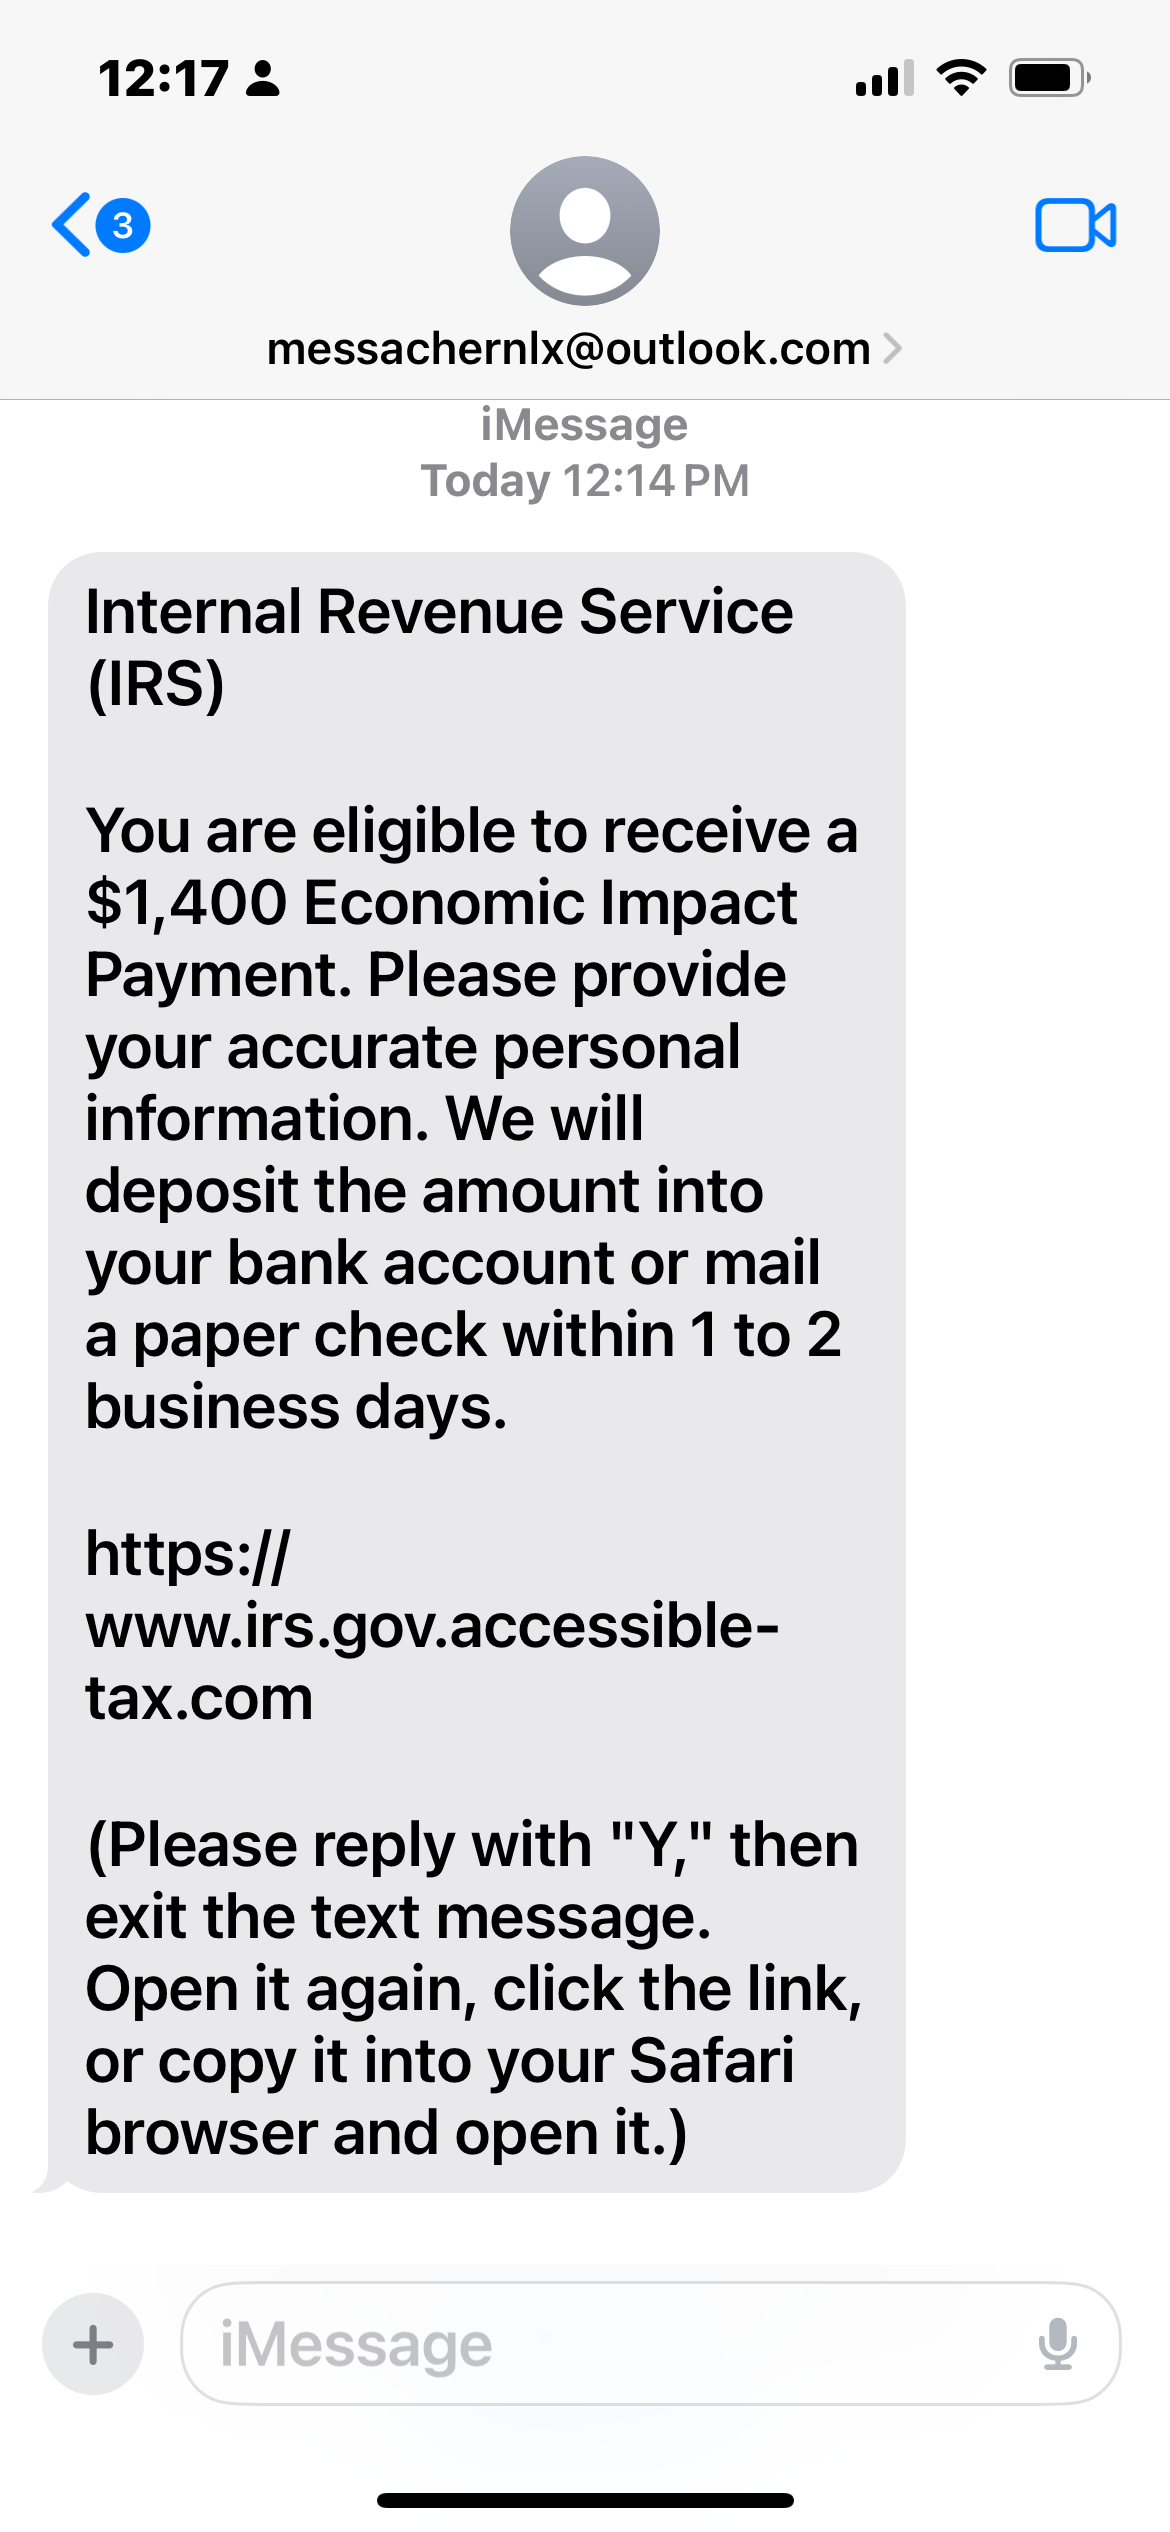 12:17
3
messachernlx@outlook.com
iMessage
Today 12:14 PM
Internal Revenue Service
(IRS)
You are eligible to receive a
$1,400 Economic Impact
Payment. Please provide
your accurate personal
information. We will
deposit the amount into
your bank account or mail
a paper check within 1 to 2
business days.
https://
www.irs.gov.accessible-
tax.com
(Please reply with "Y," then
exit the text message.
Open it again, click the link,
or copy it into your Safari
browser and open it.)
iMessage